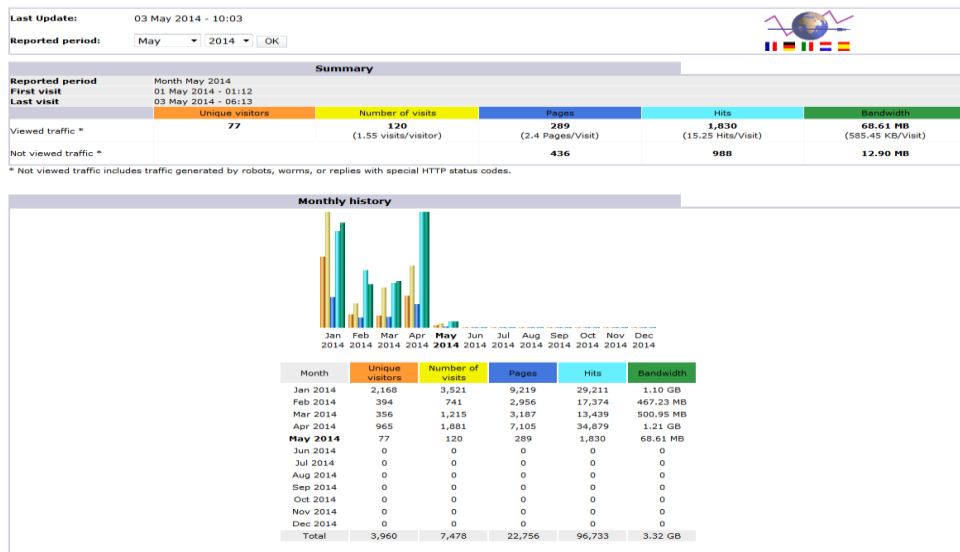 Last Update: 03 May 2014 - 10:03
Reported period: May 2014 OK
Summary
Reported period Month May 2014
First visit 01 May 2014 - 01:12
Last visit 03 May 2014 - 06:13
Unique visitors Number of visits Pages Hits Bandwidth
Viewed traffic * 77 120 289 1,830 68.61 MB
(1.55 visits/visitor) (2.4 Pages/Visit) (15.25 Hits/Visit) (585.45 KB/Visit)
Not viewed traffic * 436 988 12.90 MB
* Not viewed traffic includes traffic generated by robots, worms, or replies with special HTTP status codes.
Monthly history
Jan Feb Mar Apr May Jun Jul Aug Sep Oct Nov Dec
2014 2014 2014 2014 2014 2014 2014 2014 2014 2014 2014 2014
Month Unique visitors Number of visits Pages Hits Bandwidth
Jan 2014 2,168 3,521 9,219 29,211 1.10 GB
Feb 2014 394 741 2,956 17,374 467.23 MB
Mar 2014 356 1,215 3,187 13,439 500.95 MB
Apr 2014 965 1,881 7,105 34,879 1.21 GB
May 2014 77 120 289 1,830 68.61 MB
Jun 2014 0 0 0 0 0
Jul 2014 0 0 0 0 0
Aug 2014 0 0 0 0 0
Sep 2014 0 0 0 0 0
Oct 2014 0 0 0 0 0
Nov 2014 0 0 0 0 0
Dec 2014 0 0 0 0 0
Total 3,960 7,478 22,756 96,733 3.32 GB